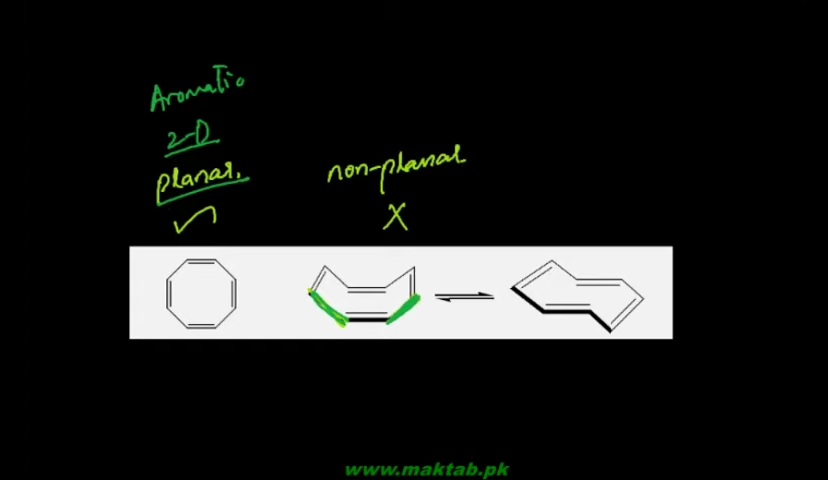 Aromatic
2-D
planar.
non-planar
X
www.maktab.pk